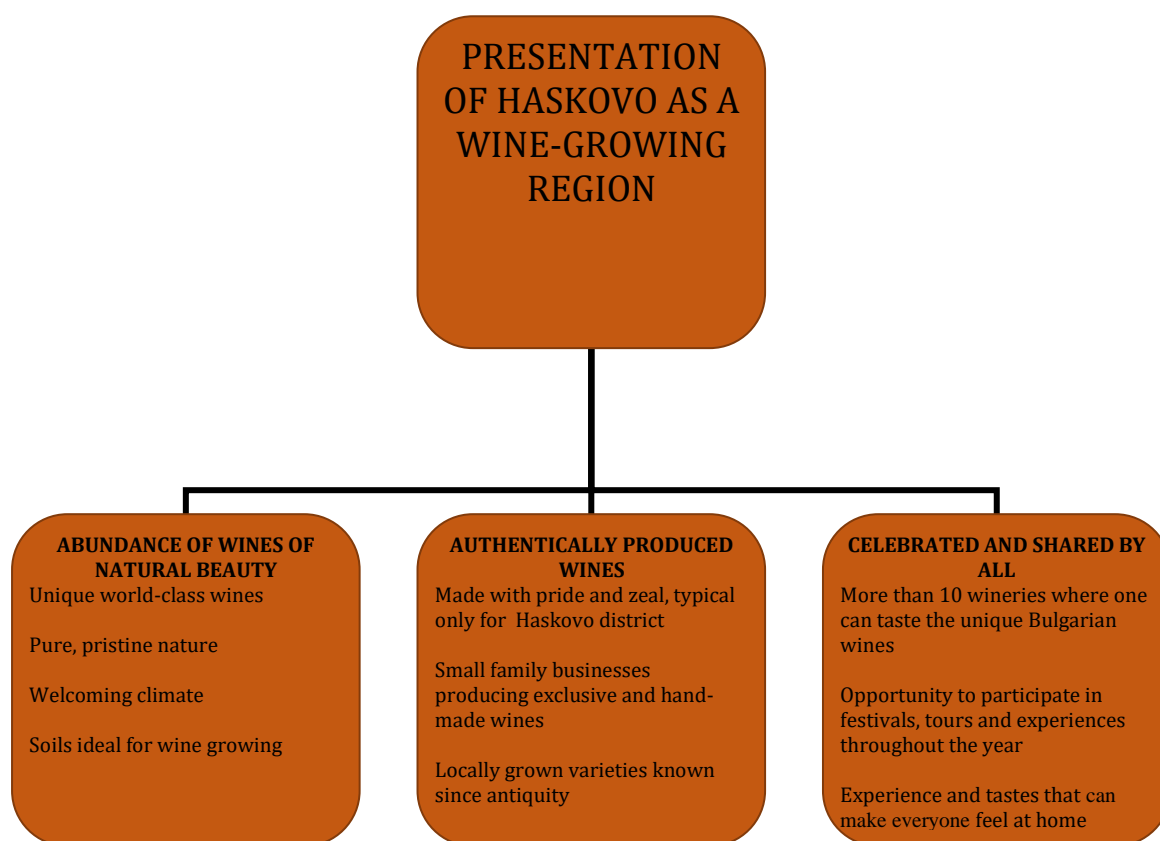 PRESENTATION
OF HASKOVO AS A
WINE-GROWING
REGION
ABUNDANCE OF WINES OF
NATURAL BEAUTY
Unique world-class wines
Pure, pristine nature
Welcoming climate
Soils ideal for wine growing
AUTHENTICALLY PRODUCED
WINES
Made with pride and zeal, typical
only for Haskovo district
Small family businesses
producing exclusive and hand-
made wines
Locally grown varieties known
since antiquity
CELEBRATED AND SHARED BY
ALL
More than 10 wineries where one
can taste the unique Bulgarian
wines
Opportunity to participate in
festivals, tours and experiences
throughout the year
Experience and tastes that can
make everyone feel at home